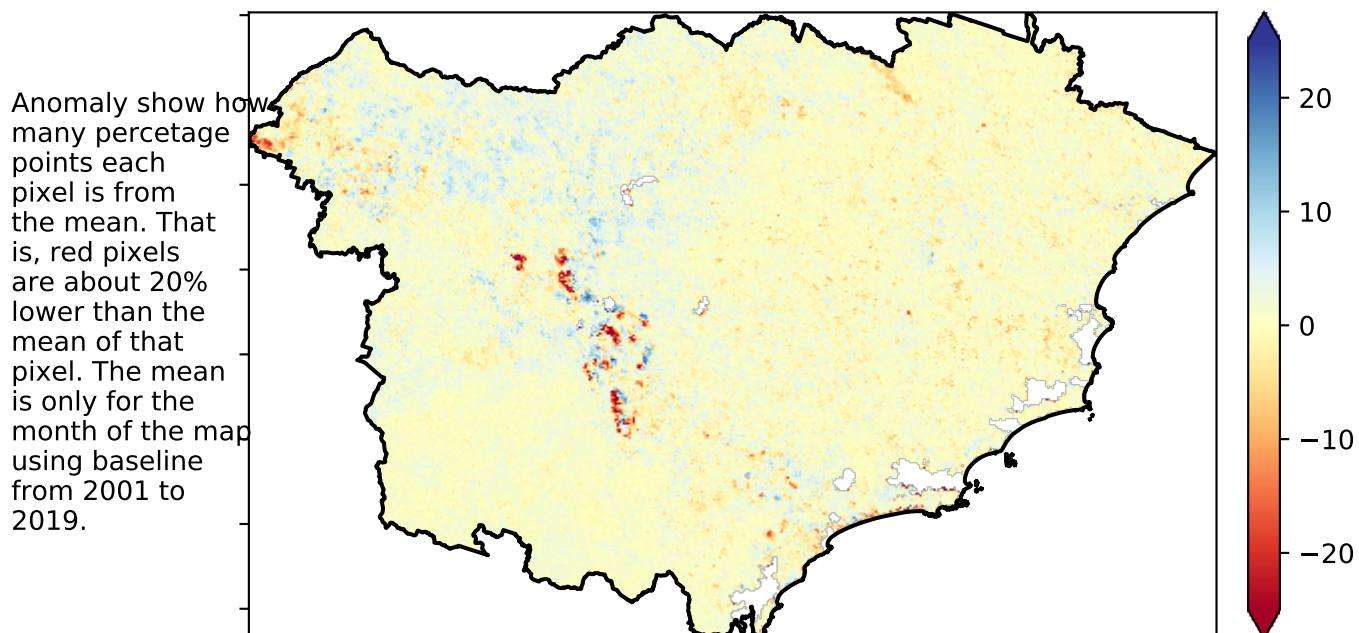 Anomaly show how
many percetage
points each
pixel is from
the mean. That
is, red pixels
are about 20%
lower than the
mean of that
pixel. The mean
is only for the
month of the map
using baseline
from 2001 to
2019.
20
10
0
−10
−20